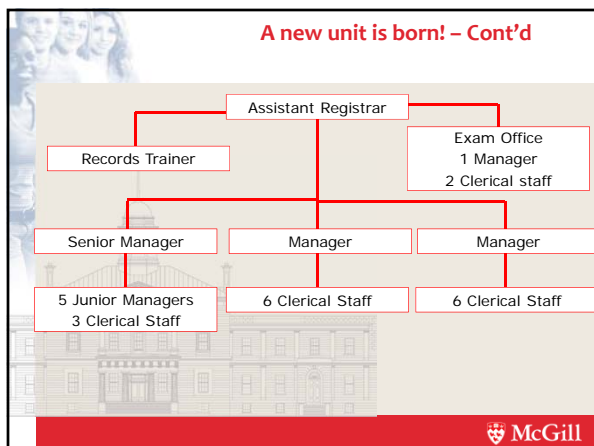 A new unit is born! – Cont'd
Assistant Registrar
Records Trainer
Exam Office
1 Manager
2 Clerical staff
Senior Manager
Manager
Manager
5 Junior Managers
3 Clerical Staff
6 Clerical Staff
6 Clerical Staff
McGill